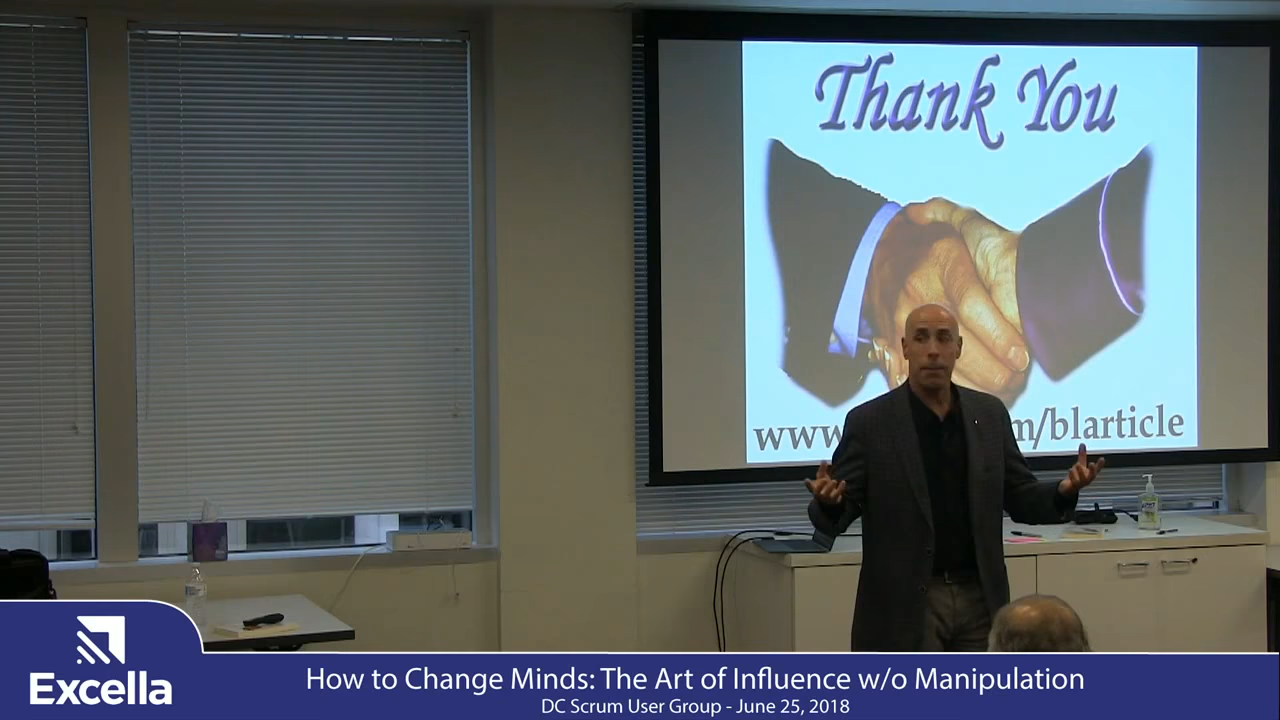 Thank You
www
m/blarticle
Excella
How to Change Minds: The Art of Influence w/o Manipulation
DC Scrum User Group - June 25, 2018